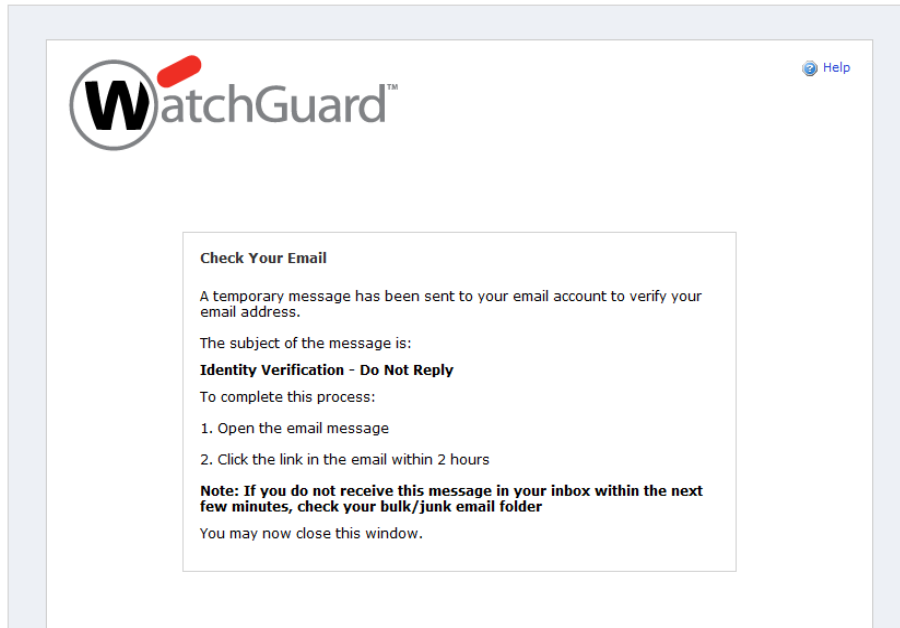 WatchGuard™
Help
Check Your Email
A temporary message has been sent to your email account to verify your
email address.
The subject of the message is:
Identity Verification - Do Not Reply
To complete this process:
1. Open the email message
2. Click the link in the email within 2 hours
Note: If you do not receive this message in your inbox within the next
few minutes, check your bulk/junk email folder
You may now close this window.